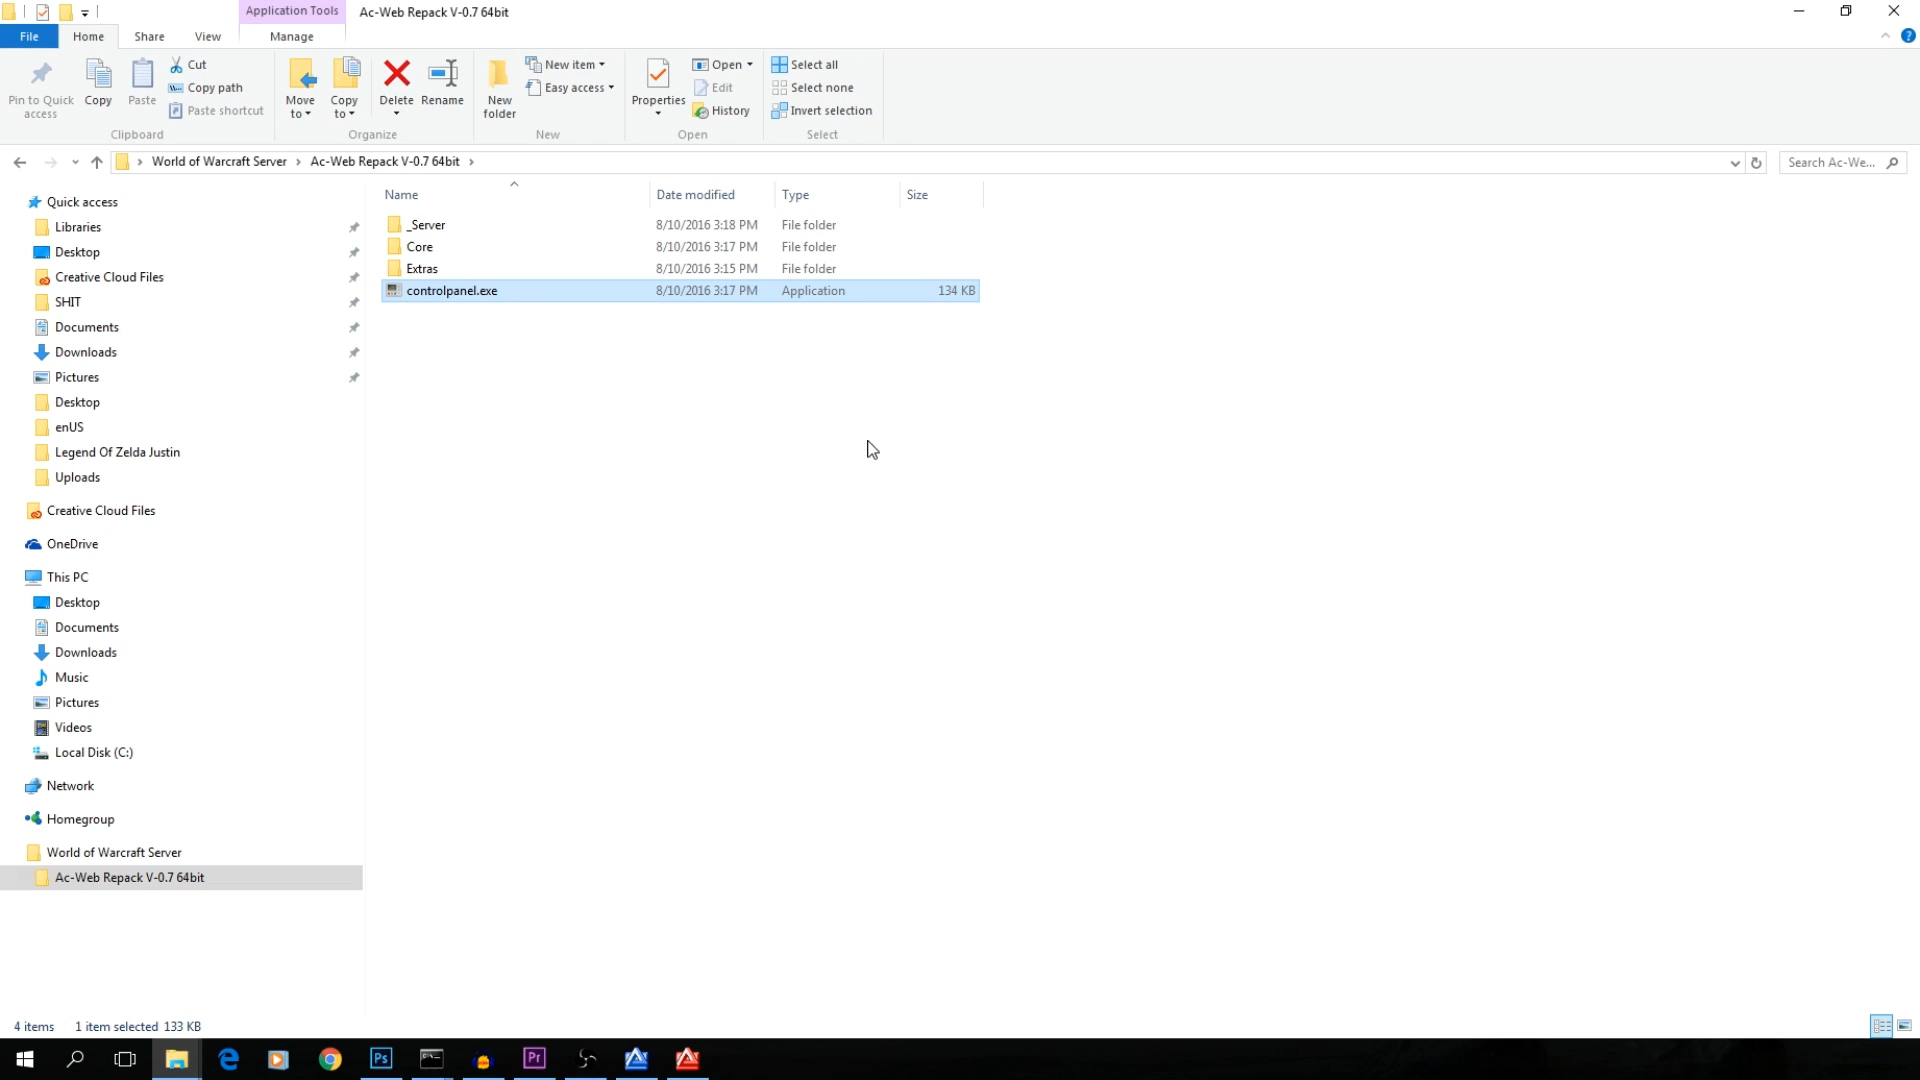 Application Tools
Ac-Web Repack V-0.7 64bit
File
Home
Share
View
Manage
Pin to Quick access
Copy
Paste
Cut
Copy path
Paste shortcut
Clipboard
Move to
Copy to
Delete
Rename
Organize
New folder
New item
Easy access
New
Properties
Open
Edit
History
Open
Select all
Select none
Invert selection
Select
World of Warcraft Server > Ac-Web Repack V-0.7 64bit >
Search Ac-We...
Name
Date modified
Type
Size
_Server 8/10/2016 3:18 PM File folder
Core 8/10/2016 3:17 PM File folder
Extras 8/10/2016 3:15 PM File folder
controlpanel.exe 8/10/2016 3:17 PM Application 134 KB
Quick access
Libraries
Desktop
Creative Cloud Files
SHIT
Documents
Downloads
Pictures
Desktop
enUS
Legend Of Zelda Justin
Uploads
Creative Cloud Files
OneDrive
This PC
Desktop
Documents
Downloads
Music
Pictures
Videos
Local Disk (C:)
Network
Homegroup
World of Warcraft Server
Ac-Web Repack V-0.7 64bit
4 items 1 item selected 133 KB
Ps
Pr